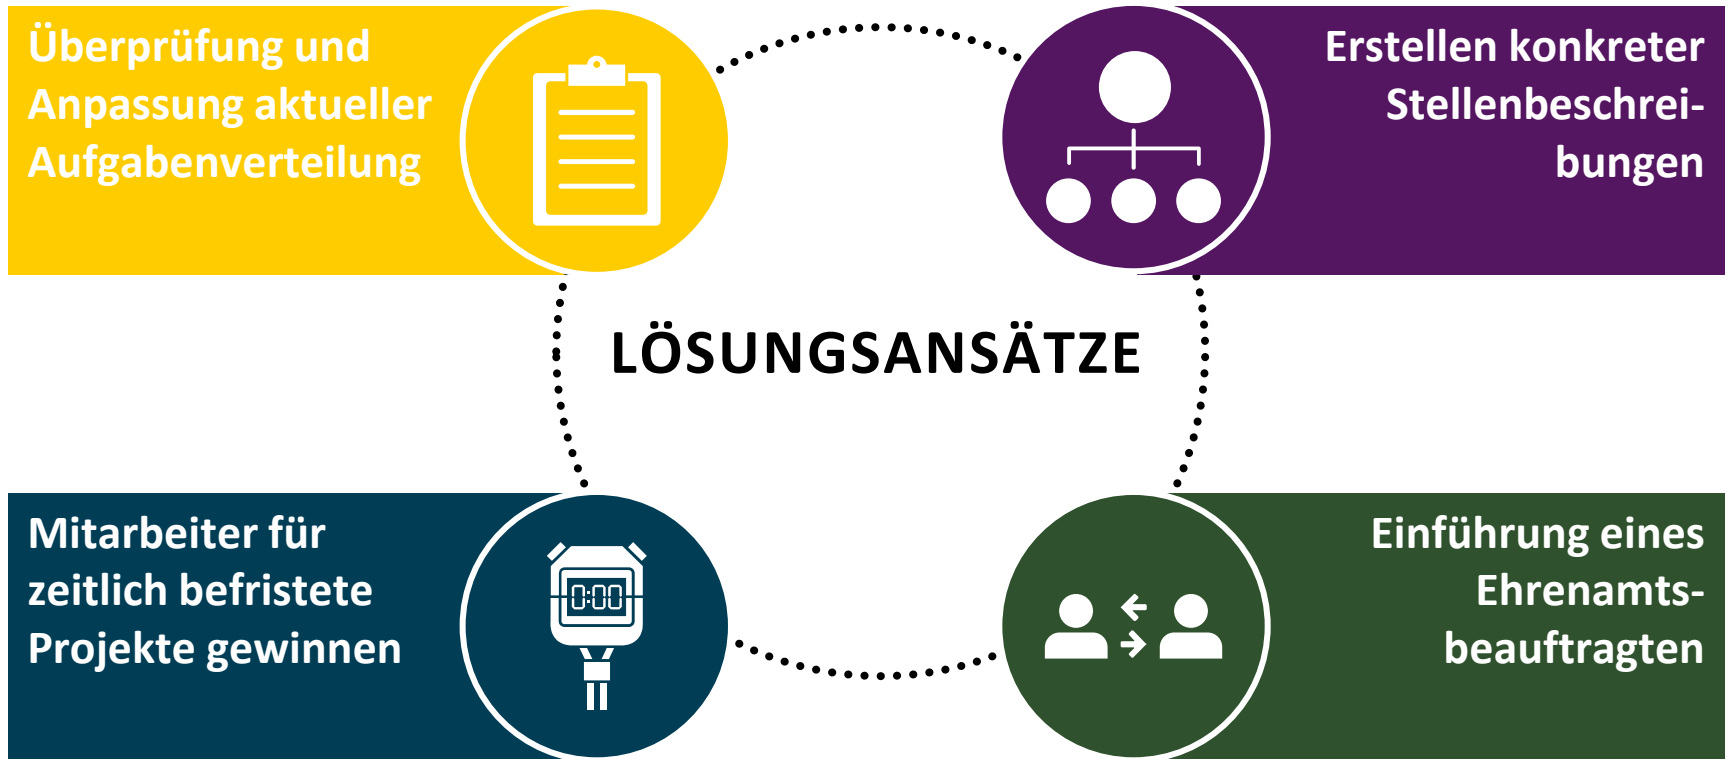 Überprüfung und
Anpassung aktueller
Aufgabenverteilung
Erstellen konkreter
Stellenbeschrei-
bungen
LÖSUNGSANSÄTZE
Mitarbeiter für
zeitlich befristete
Projekte gewinnen
0:00
Einführung eines
Ehrenamts-
beauftragten